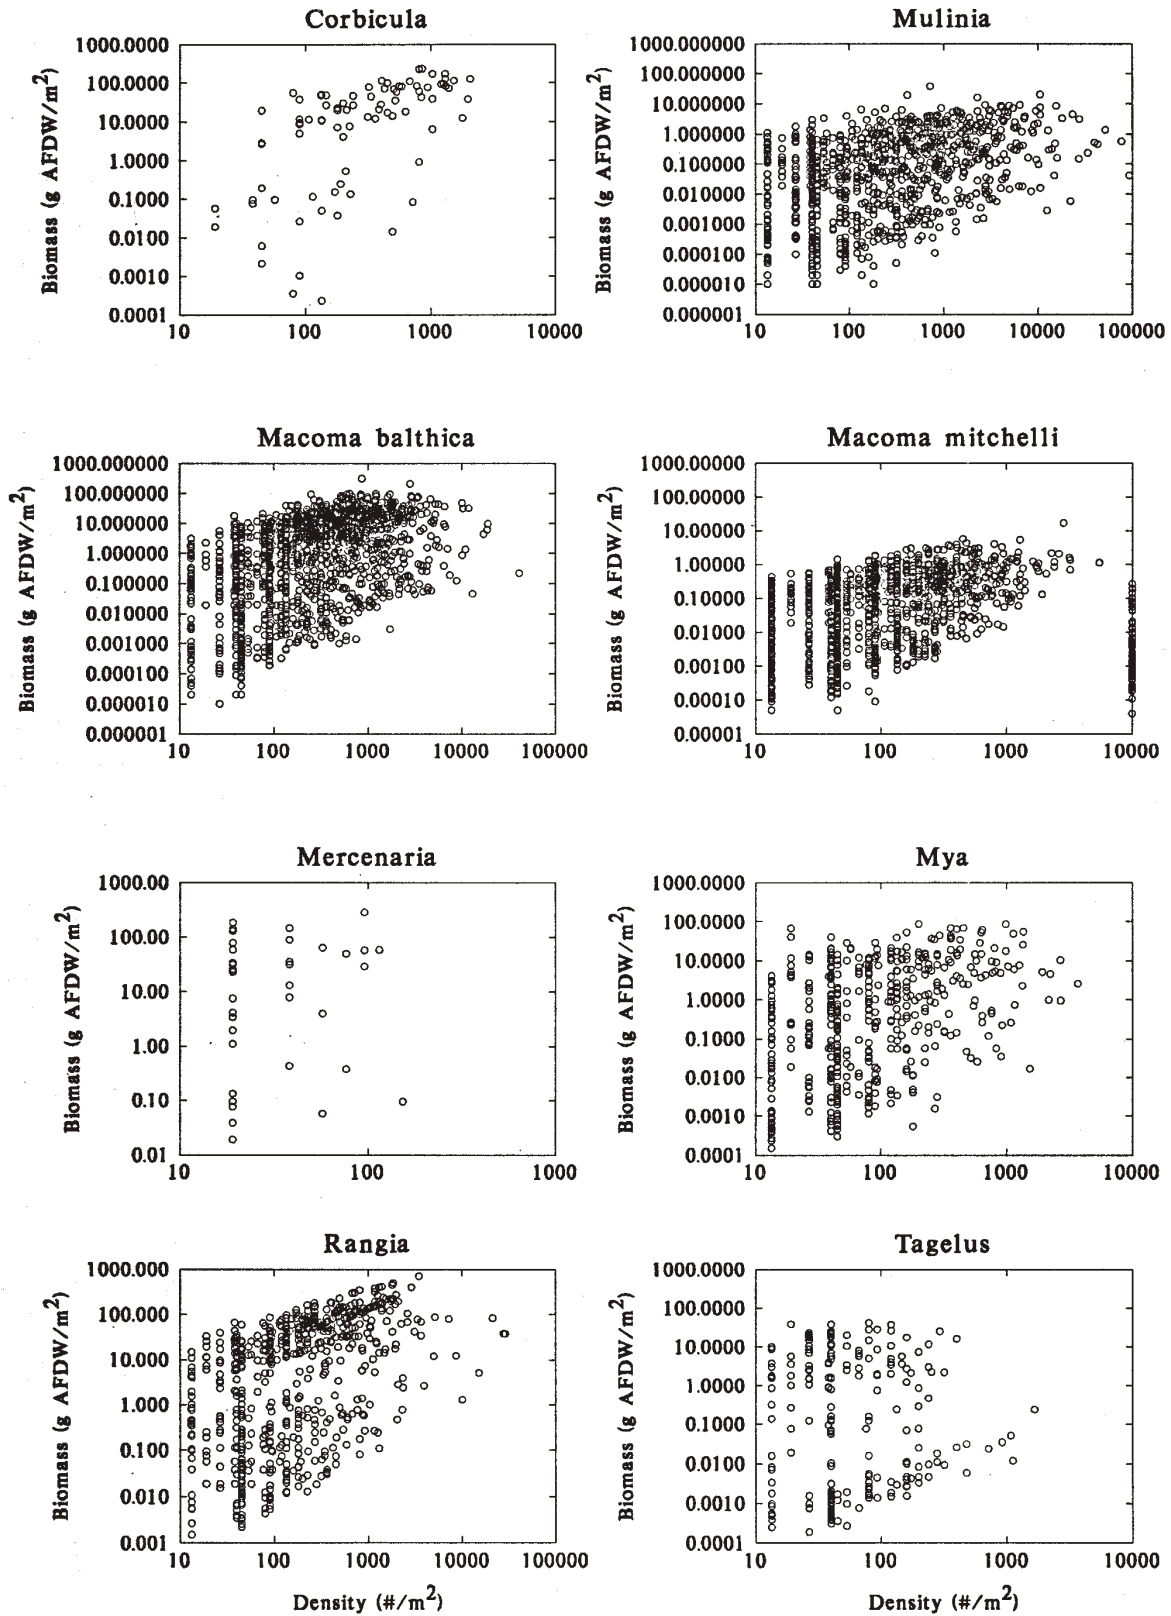 Corbicula
Biomass (g AFDW/m²)
1000.0000
100.0000
10.0000
1.0000
0.1000
0.0100
0.0010
0.0001
10 100 1000 10000
Mulinia
Biomass (g AFDW/m²)
1000.000000
100.000000
10.000000
1.000000
0.100000
0.010000
0.001000
0.000100
0.000010
0.000001
10 100 1000 10000 100000
Macoma balthica
Biomass (g AFDW/m²)
1000.000000
100.000000
10.000000
1.000000
0.100000
0.010000
0.001000
0.000100
0.000010
0.000001
10 100 1000 10000 100000
Macoma mitchelli
Biomass (g AFDW/m²)
1000.00000
100.00000
10.00000
1.00000
0.10000
0.01000
0.00100
0.00010
0.00001
10 100 1000 10000
Mercenaria
Biomass (g AFDW/m²)
1000.00
100.00
10.00
1.00
0.10
0.01
10 100 1000
Mya
Biomass (g AFDW/m²)
1000.0000
100.0000
10.0000
1.0000
0.1000
0.0100
0.0010
0.0001
10 100 1000 10000
Rangia
Biomass (g AFDW/m²)
1000.000
100.000
10.000
1.000
0.100
0.010
0.001
10 100 1000 10000 100000
Density (#/m²)
Tagelus
Biomass (g AFDW/m²)
1000.0000
100.0000
10.0000
1.0000
0.1000
0.0100
0.0010
0.0001
10 100 1000 10000
Density (#/m²)